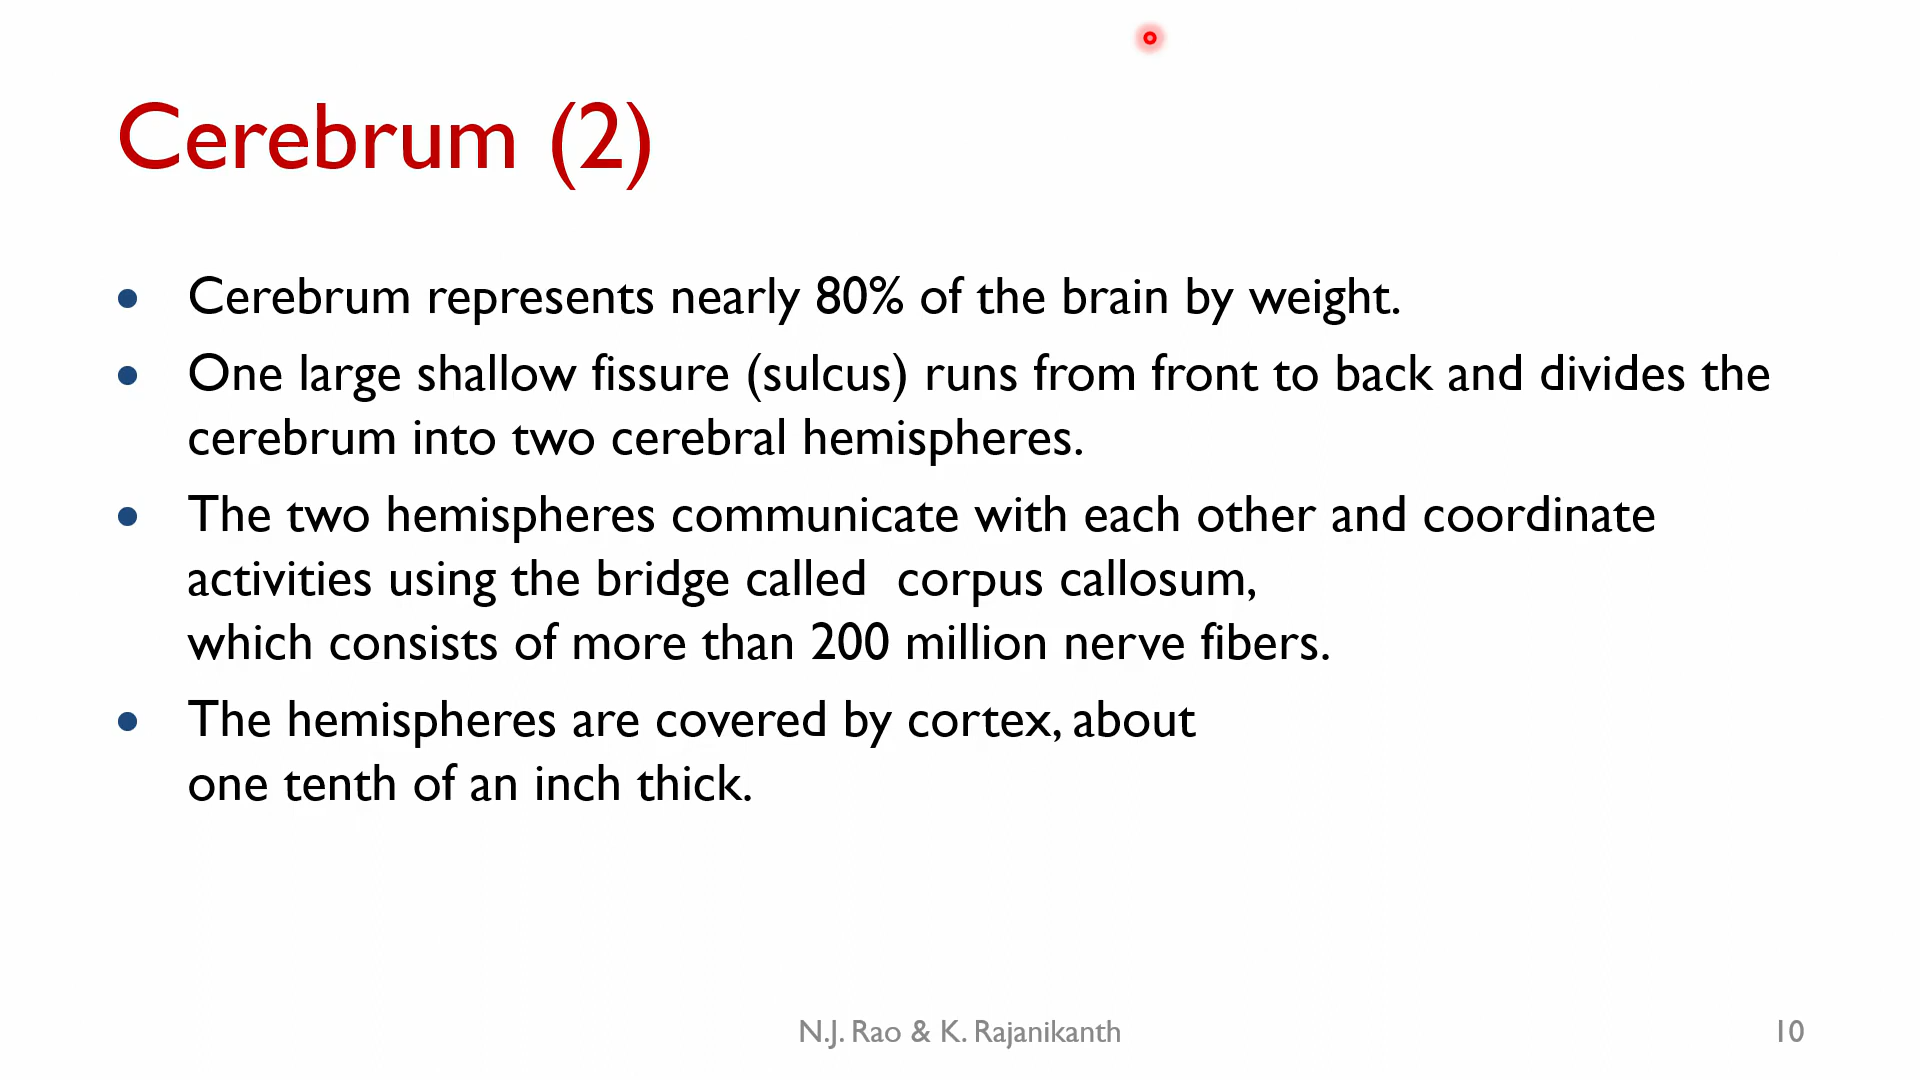 Cerebrum (2)
• Cerebrum represents nearly 80% of the brain by weight.
• One large shallow fissure (sulcus) runs from front to back and divides the
cerebrum into two cerebral hemispheres.
• The two hemispheres communicate with each other and coordinate
activities using the bridge called  corpus callosum,
which consists of more than 200 million nerve fibers.
• The hemispheres are covered by cortex, about
one tenth of an inch thick.
N.J. Rao & K. Rajanikanth
10